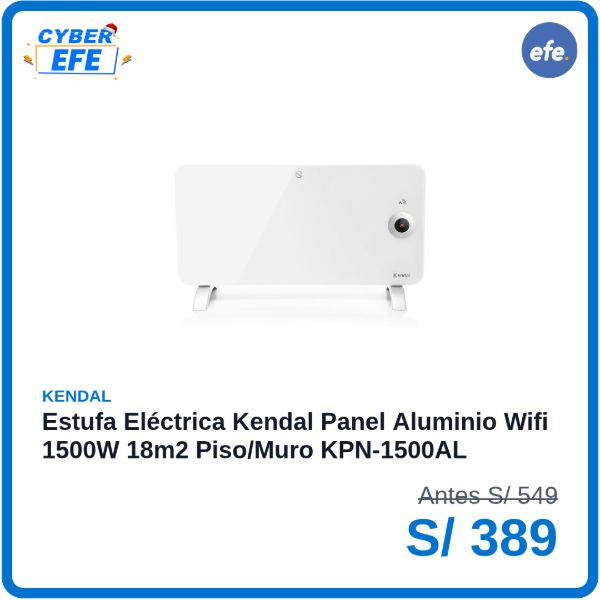 CYBER
EFE
efe.
Kendal
KENDAL
Estufa Eléctrica Kendal Panel Aluminio Wifi
1500W 18m2 Piso/Muro KPN-1500AL
Antes S/ 549
S/ 389